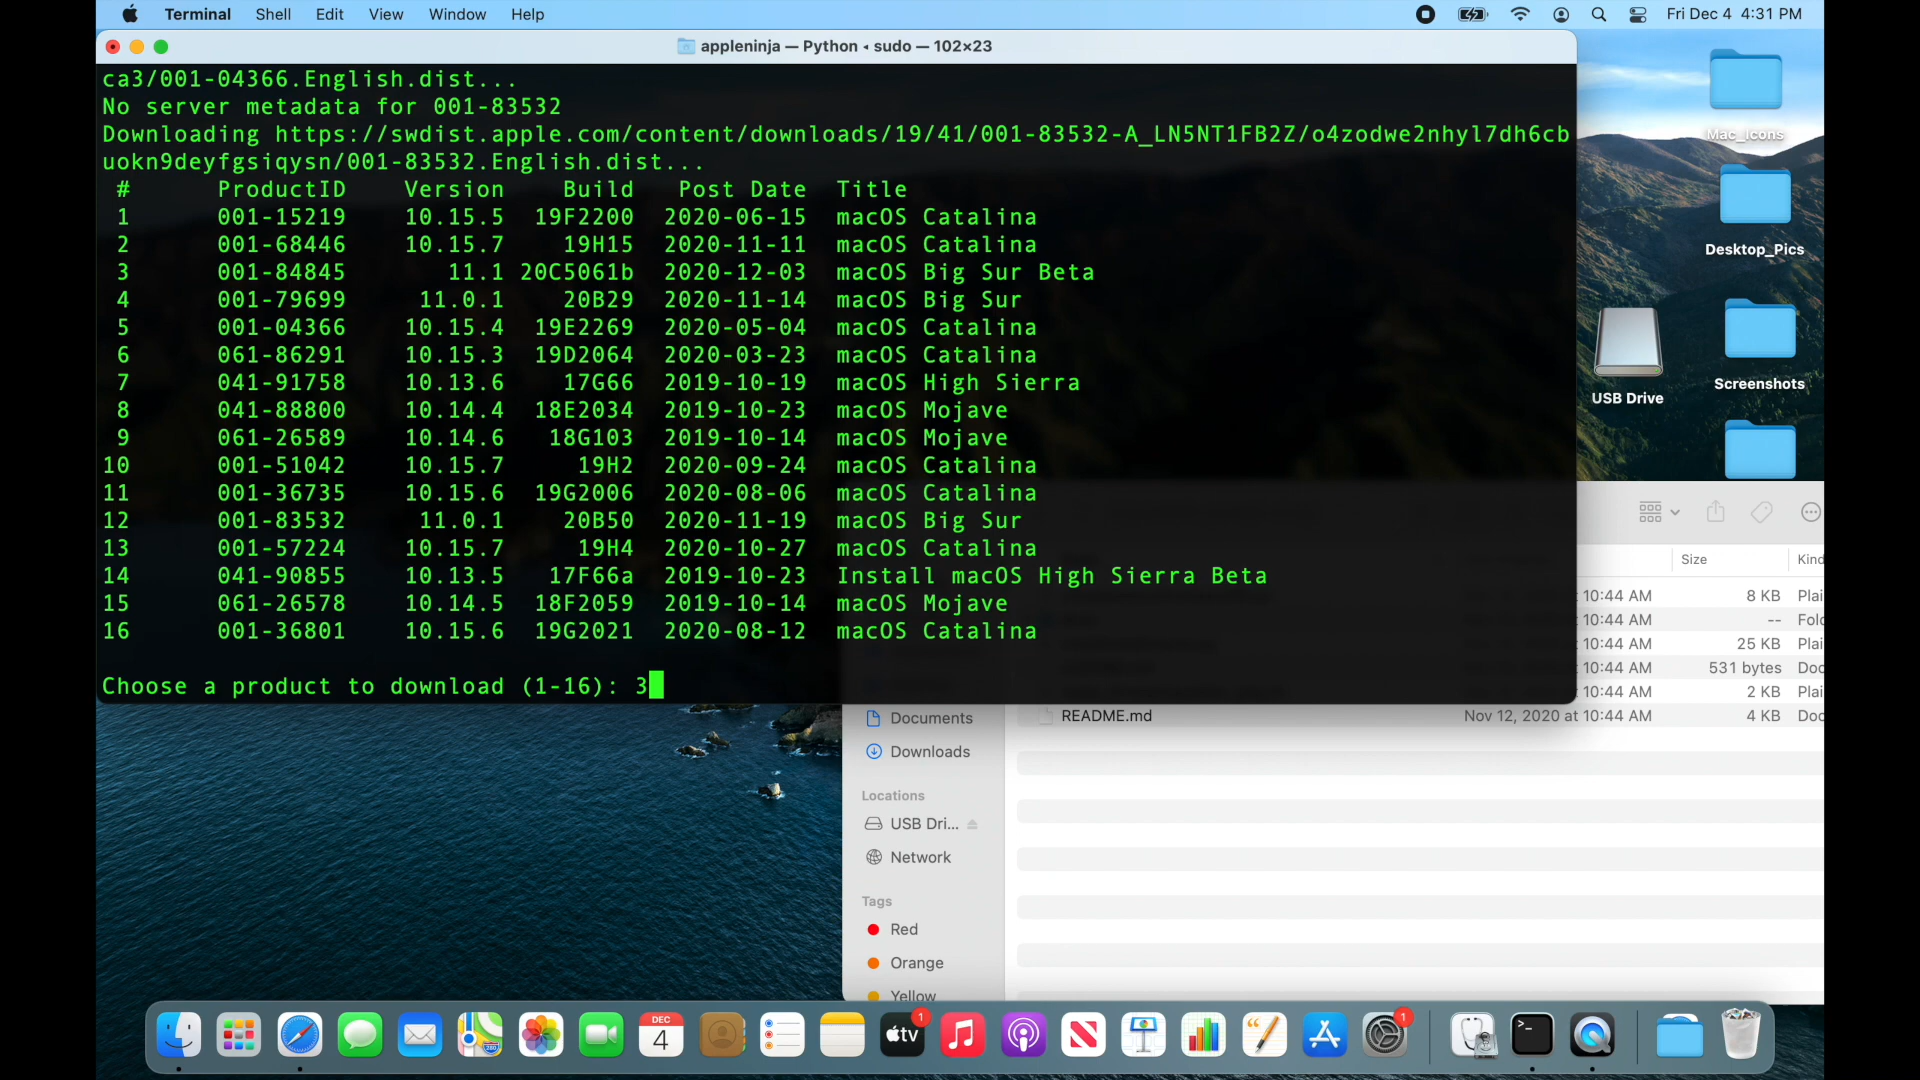 Terminal Shell Edit View Window Help Fri Dec 4 4:31 PM
appleninja — Python ◂ sudo — 102×23
ca3/001-04366.English.dist...
No server metadata for 001-83532
Downloading https://swdist.apple.com/content/downloads/19/41/001-83532-A_LN5NT1FB2Z/o4zodwe2nhyl7dh6cb
uokn9deyfgsiqysn/001-83532.English.dist...
# ProductID Version Build Post Date Title
1 001-15219 10.15.5 19F2200 2020-06-15 macOS Catalina
2 001-68446 10.15.7 19H15 2020-11-11 macOS Catalina
3 001-84845 11.1 20C5061b 2020-12-03 macOS Big Sur Beta
4 001-79699 11.0.1 20B29 2020-11-14 macOS Big Sur
5 001-04366 10.15.4 19E2269 2020-05-04 macOS Catalina
6 061-86291 10.15.3 19D2064 2020-03-23 macOS Catalina
7 041-91758 10.13.6 17G66 2019-10-19 macOS High Sierra
8 041-88800 10.14.4 18E2034 2019-10-23 macOS Mojave
9 061-26589 10.14.6 18G103 2019-10-14 macOS Mojave
10 001-51042 10.15.7 19H2 2020-09-24 macOS Catalina
11 001-36735 10.15.6 19G2006 2020-08-06 macOS Catalina
12 001-83532 11.0.1 20B50 2020-11-19 macOS Big Sur
13 001-57224 10.15.7 19H4 2020-10-27 macOS Catalina
14 041-90855 10.13.5 17F66a 2019-10-23 Install macOS High Sierra Beta
15 061-26578 10.14.5 18F2059 2019-10-14 macOS Mojave
16 001-36801 10.15.6 19G2021 2020-08-12 macOS Catalina
Choose a product to download (1-16): 3
Mac_Icons
Desktop_Pics
USB Drive
Screenshots
Size Kind
10:44 AM 8 KB Plai
10:44 AM -- Fold
10:44 AM 25 KB Plai
10:44 AM 531 bytes Doc
10:44 AM 2 KB Plai
README.md Nov 12, 2020 at 10:44 AM 4 KB Doc
Documents
Downloads
Locations
USB Dri...
Network
Tags
Red
Orange
Yellow
DEC
4
280
1
tv
1
>_